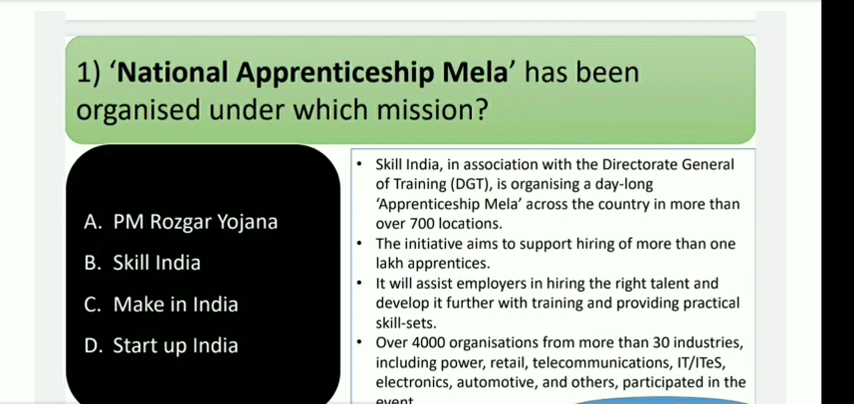 1) ‘National Apprenticeship Mela’ has been
organised under which mission?
A. PM Rozgar Yojana
B. Skill India
C. Make in India
D. Start up India
• Skill India, in association with the Directorate General
of Training (DGT), is organising a day-long
‘Apprenticeship Mela’ across the country in more than
over 700 locations.
• The initiative aims to support hiring of more than one
lakh apprentices.
• It will assist employers in hiring the right talent and
develop it further with training and providing practical
skill-sets.
• Over 4000 organisations from more than 30 industries,
including power, retail, telecommunications, IT/ITeS,
electronics, automotive, and others, participated in the
event